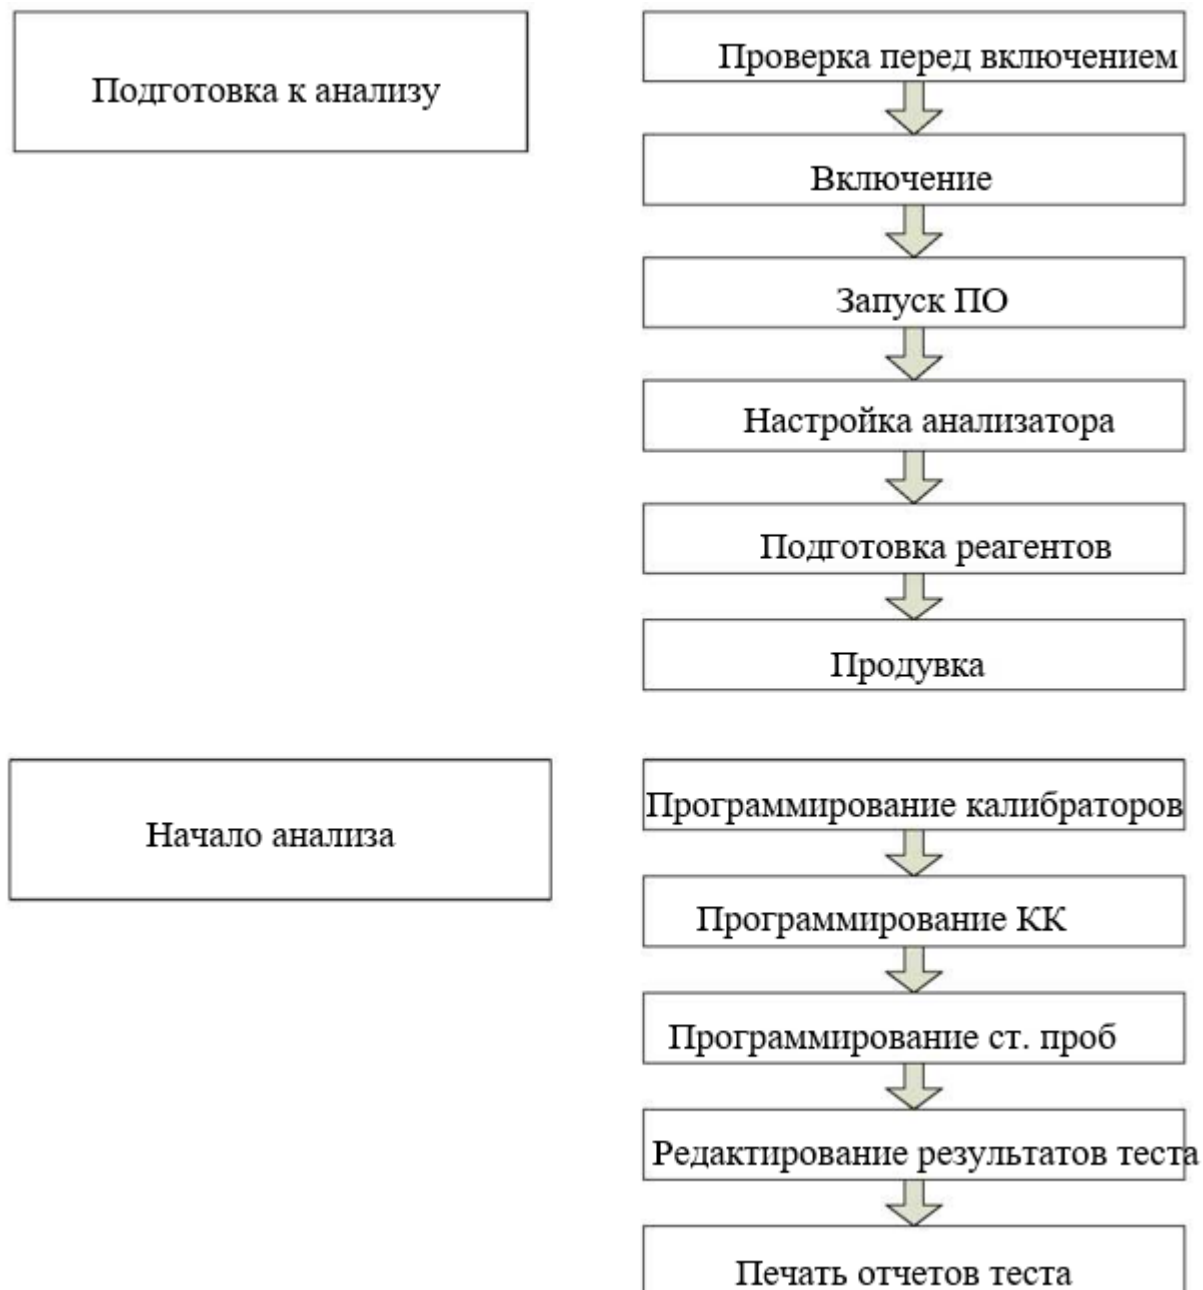 Подготовка к анализу
Проверка перед включением
Включение
Запуск ПО
Настройка анализатора
Подготовка реагентов
Продувка
Начало анализа
Программирование калибраторов
Программирование КК
Программирование ст. проб
Редактирование результатов теста
Печать отчетов теста